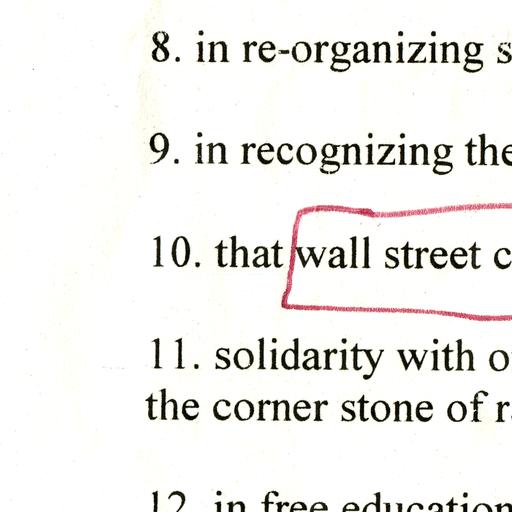 8. in re-organizing s
9. in recognizing the
10. that wall street c
11. solidarity with o
the corner stone of r
12. in free education